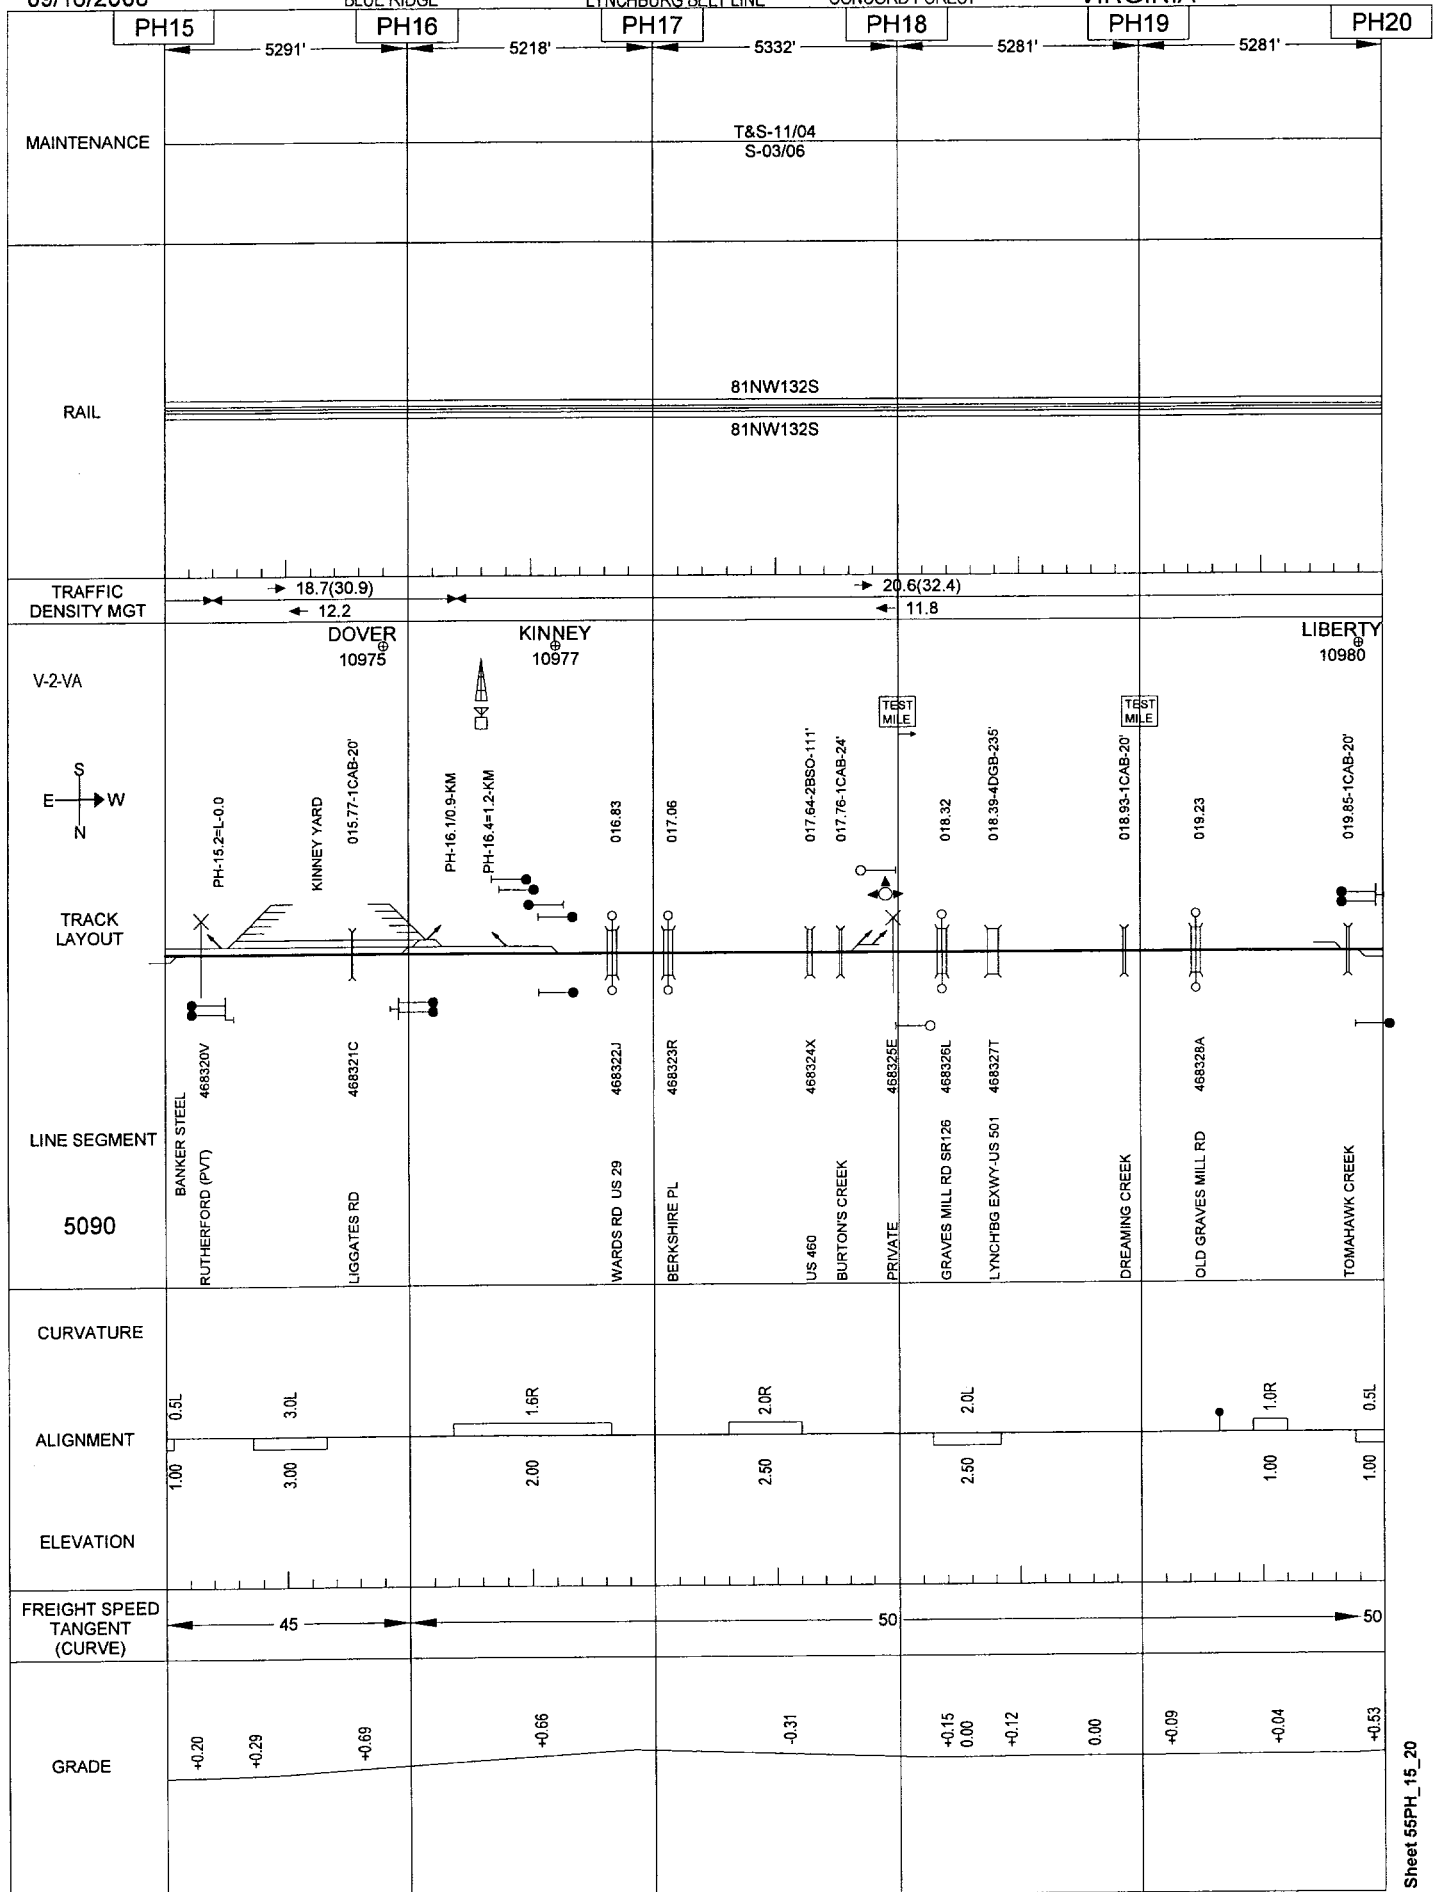 PH15 PH16 PH17 PH18 PH19 PH20
5291' 5218' 5332' 5281' 5281'
MAINTENANCE
T&S-11/04
S-03/06
RAIL
81NW132S
81NW132S
TRAFFIC
DENSITY MGT
18.7(30.9)
12.2
20.6(32.4)
11.8
V-2-VA
DOVER
10975
KINNEY
10977
LIBERTY
10980
TEST
MILE
TEST
MILE
S
E W
N
PH-15.2=L-0.0
KINNEY YARD
015.77-1CAB-20'
PH-16.1/0.9-KM
PH-16.4=1.2-KM
016.83
017.06
017.64-2BSO-111'
017.76-1CAB-24'
018.32
018.39-4DGB-235'
018.93-1CAB-20'
019.23
019.85-1CAB-20'
TRACK
LAYOUT
LINE SEGMENT
5090
BANKER STEEL
RUTHERFORD (PVT) 468320V
LIGGATES RD 468321C
WARDS RD US 29 468322J
BERKSHIRE PL 468323R
US 460 468324X
BURTON'S CREEK
PRIVATE 468325E
GRAVES MILL RD SR126 468326L
LYNCH'BG EXWY-US 501 468327T
DREAMING CREEK
OLD GRAVES MILL RD 468328A
TOMAHAWK CREEK
CURVATURE
0.5L 3.0L 1.6R 2.0R 2.0L 1.0R 0.5L
ALIGNMENT
1.00 3.00 2.00 2.50 2.50 1.00 1.00
ELEVATION
FREIGHT SPEED
TANGENT
(CURVE)
45 50 50
GRADE
+0.20 +0.29 +0.69 +0.66 -0.31 +0.15 0.00 +0.12 0.00 +0.09 +0.04 +0.53
Sheet 55PH_15_20